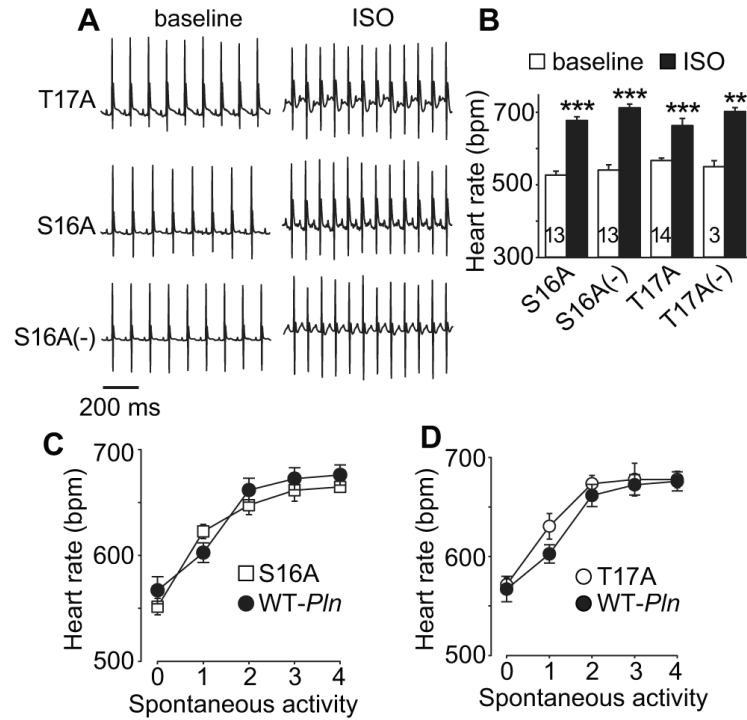 A
baseline ISO
T17A
S16A
S16A(-)
200 ms
B
baseline ISO
Heart rate (bpm)
700
500
300
*** *** *** **
13 13 14 3
S16A S16A(-) T17A T17A(-)
C
Heart rate (bpm)
700
600
500
S16A
WT-Pln
0 1 2 3 4
Spontaneous activity
D
Heart rate (bpm)
700
600
500
T17A
WT-Pln
0 1 2 3 4
Spontaneous activity